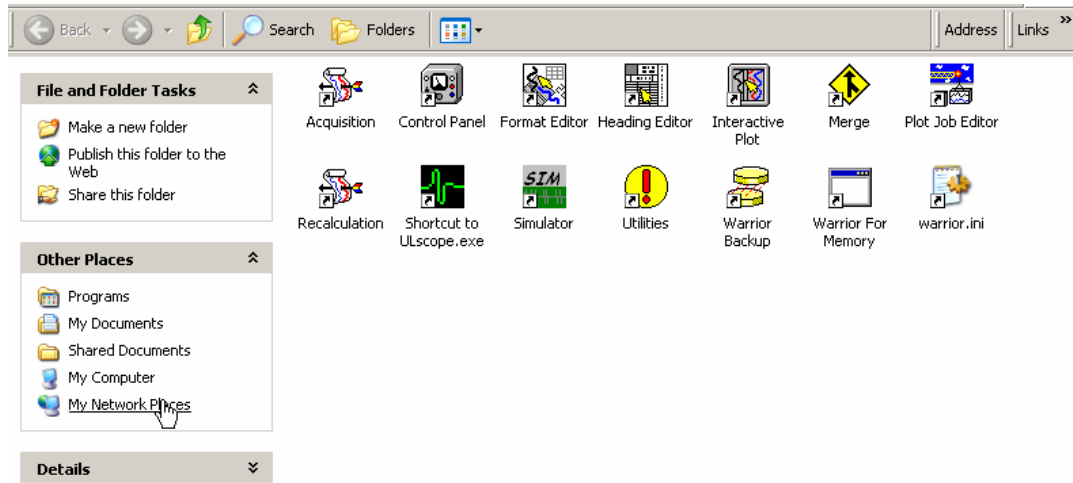 Back Search Folders Address Links »
File and Folder Tasks
Make a new folder
Publish this folder to the
Web
Share this folder
Other Places
Programs
My Documents
Shared Documents
My Computer
My Network Places
Details
Acquisition Control Panel Format Editor Heading Editor Interactive Plot Merge Plot Job Editor
Recalculation Shortcut to ULscope.exe SIM Simulator Utilities Warrior Backup Warrior For Memory warrior.ini